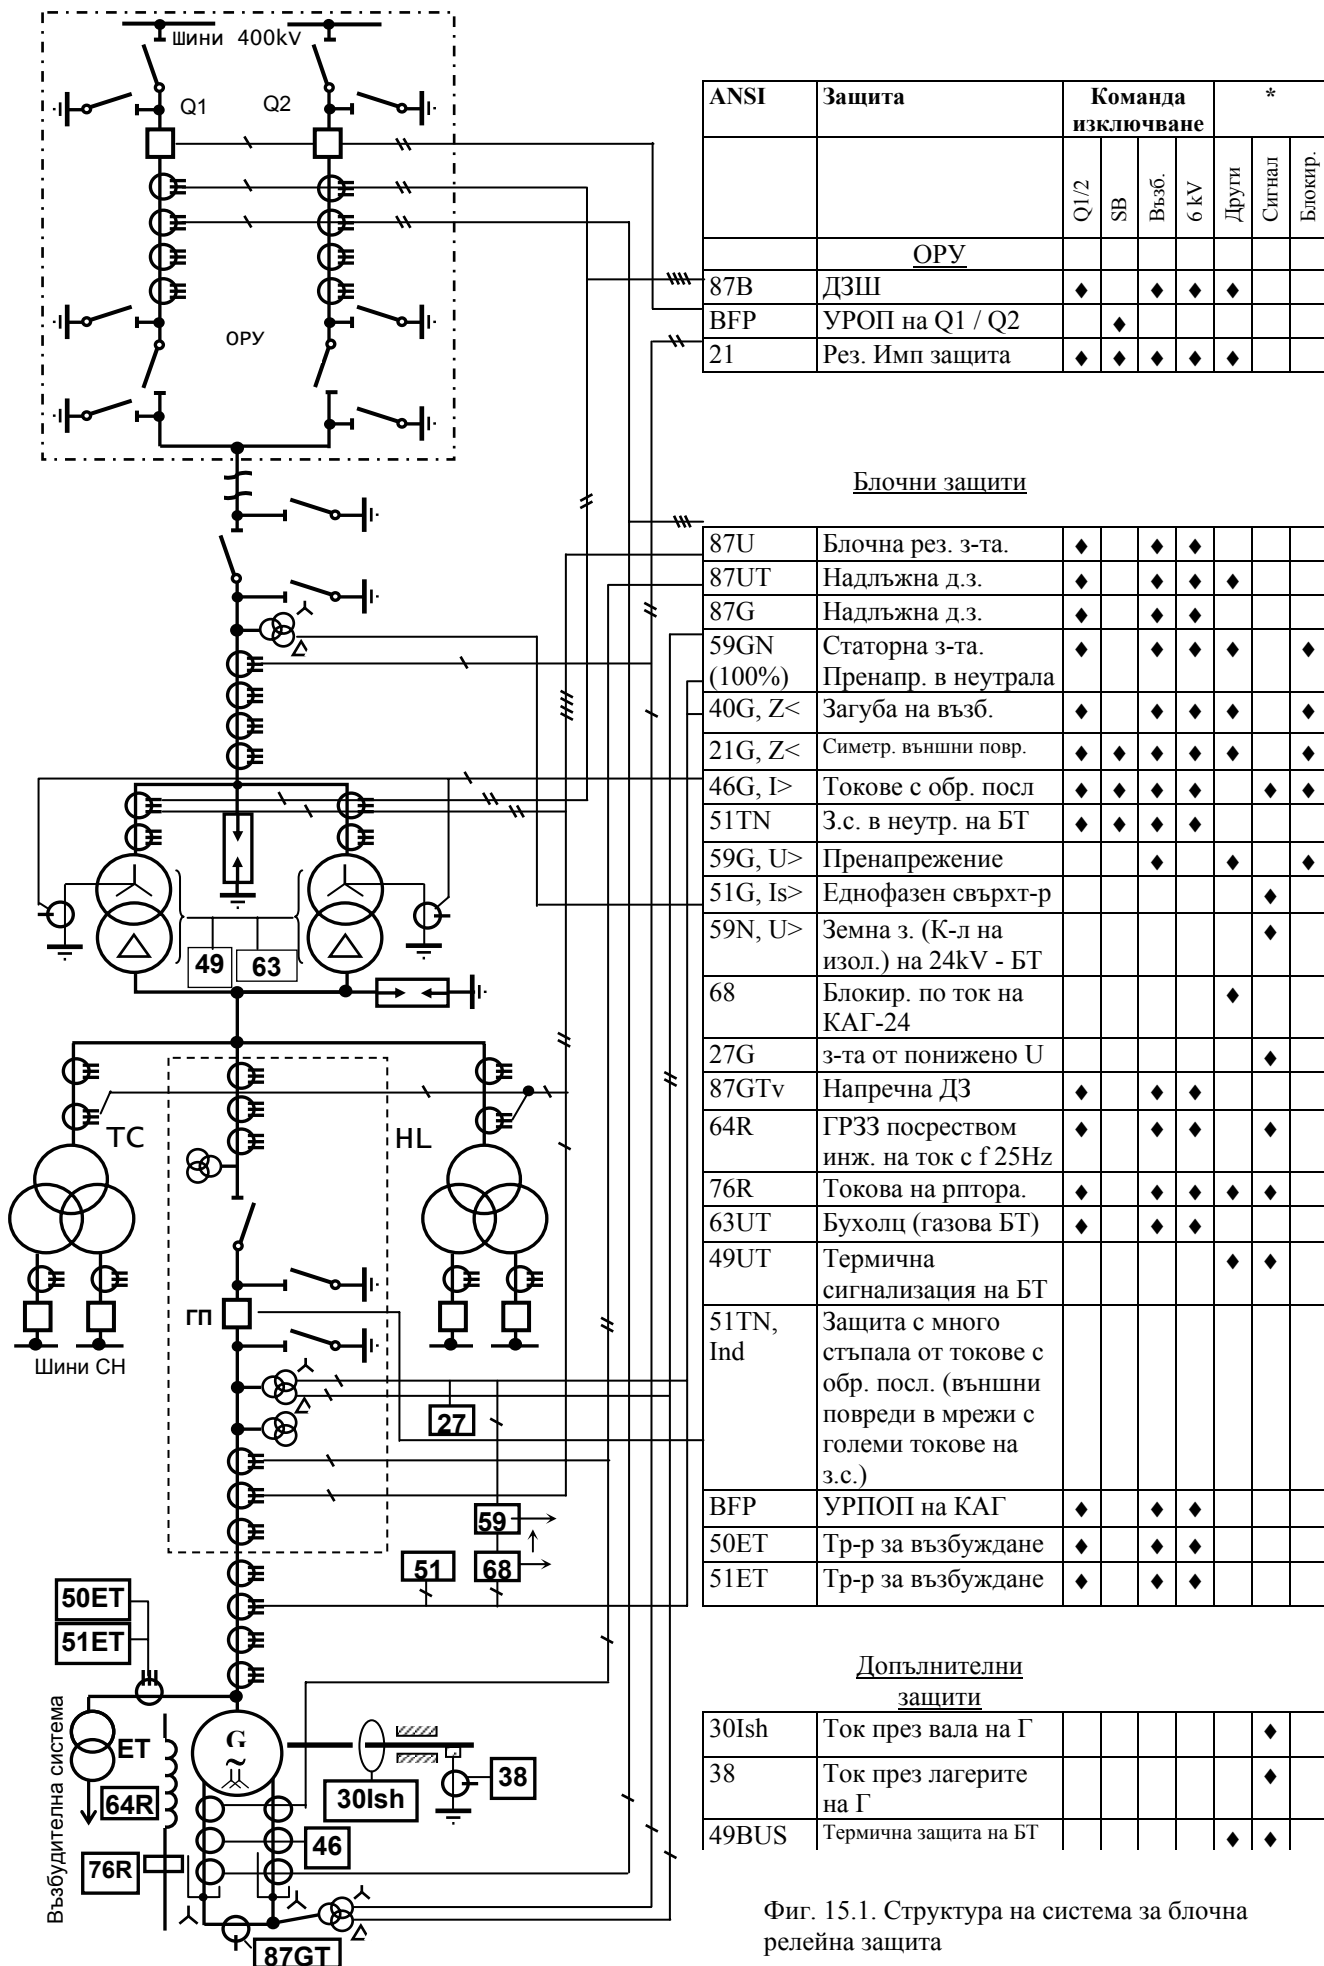 Шини 400kV
Q1
Q2
ОРУ
49
63
ТС
HL
ГП
Шини СН
27
59
51
68
50ET
51ET
Възбудителна система
ET
64R
76R
G
~
46
30Ish
38
87GT
ANSI Защита Команда изключване *
Q1/2 SB Възб. 6 kV Други Сигнал Блокир.
ОРУ
87B ДЗШ ♦ ♦ ♦ ♦
BFP УРОП на Q1 / Q2 ♦
21 Рез. Имп защита ♦ ♦ ♦ ♦ ♦
Блочни защити
87U Блочна рез. з-та. ♦ ♦ ♦
87UT Надлъжна д.з. ♦ ♦ ♦ ♦
87G Надлъжна д.з. ♦ ♦ ♦
59GN Статорна з-та. ♦ ♦ ♦ ♦ ♦
(100%) Пренапр. в неутрала
40G, Z< Загуба на възб. ♦ ♦ ♦ ♦ ♦
21G, Z< Симетр. външни повр. ♦ ♦ ♦ ♦ ♦ ♦
46G, I> Токове с обр. посл ♦ ♦ ♦ ♦ ♦ ♦
51TN З.с. в неутр. на БТ ♦ ♦ ♦ ♦
59G, U> Пренапрежение ♦ ♦ ♦
51G, Is> Еднофазен свърхт-р ♦
59N, U> Земна з. (К-л на ♦
изол.) на 24kV - БТ
68 Блокир. по ток на ♦
КАГ-24
27G з-та от понижено U ♦
87GTv Напречна ДЗ ♦ ♦ ♦
64R ГРЗЗ посреством ♦ ♦ ♦ ♦
инж. на ток с f 25Hz
76R Токова на рптора. ♦ ♦ ♦ ♦ ♦
63UT Бухолц (газова БТ) ♦ ♦ ♦
49UT Термична ♦ ♦
сигнализация на БТ
51TN, Защита с много
Ind стъпала от токове с
обр. посл. (външни
повреди в мрежи с
големи токове на
з.с.)
BFP УРПОП на КАГ ♦ ♦ ♦
50ET Тр-р за възбуждане ♦ ♦ ♦
51ET Тр-р за възбуждане ♦ ♦ ♦
Допълнителни
защити
30Ish Ток през вала на Г ♦
38 Ток през лагерите ♦
на Г
49BUS Термична защита на БТ ♦ ♦
Фиг. 15.1. Структура на система за блочна
релейна защита